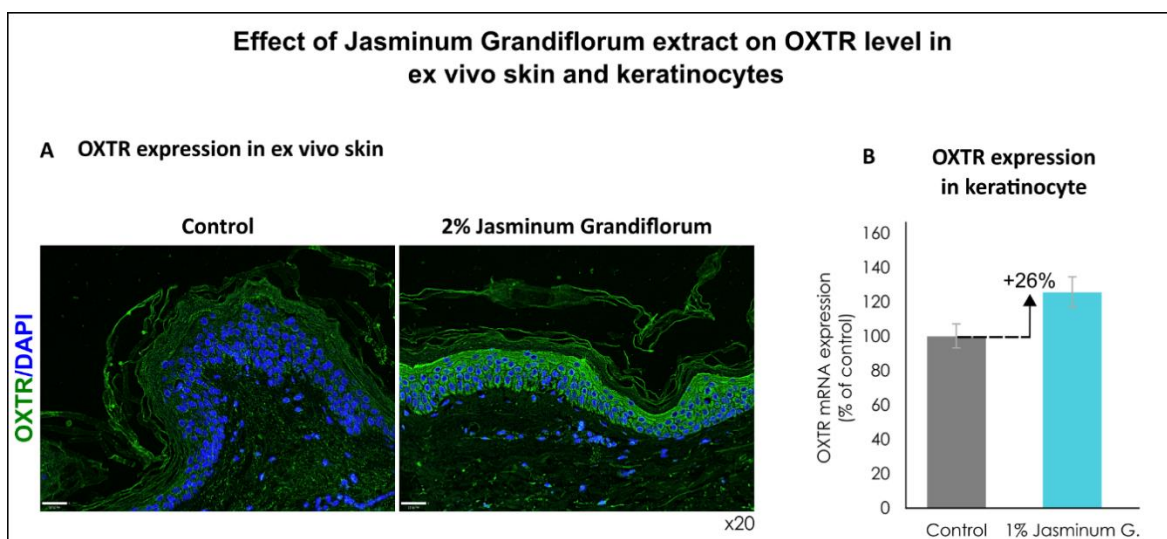 Effect of Jasminum Grandiflorum extract on OXTR level in
ex vivo skin and keratinocytes
A OXTR expression in ex vivo skin
Control
2% Jasminum Grandiflorum
OXTR/DAPI
x20
B OXTR expression
in keratinocyte
OXTR mRNA expression
(% of control)
160
140
120
100
80
60
40
20
0
+26%
Control
1% Jasminum G.